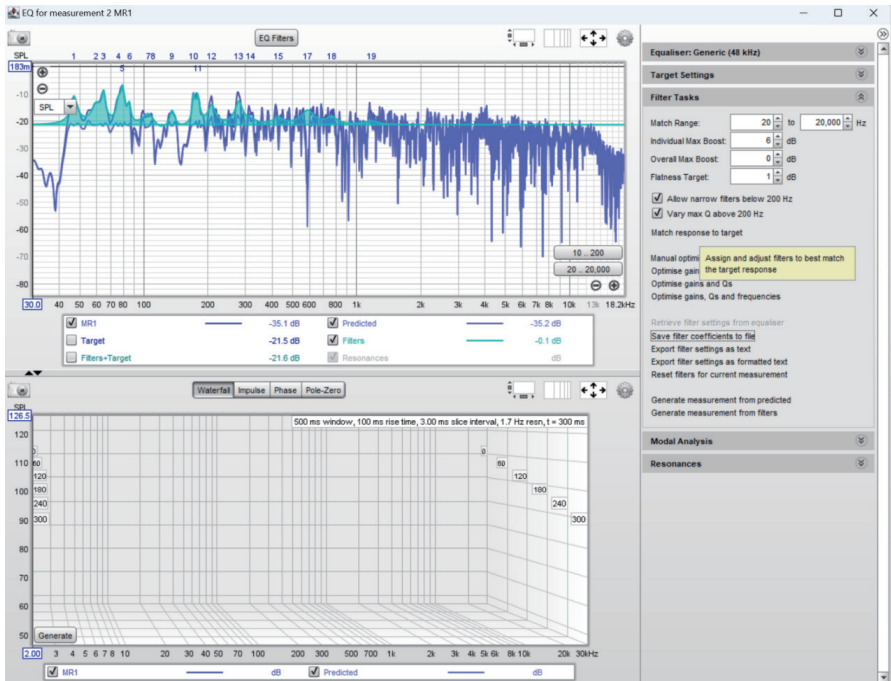 EQ for measurement 2 MR1
EQ Filters
SPL 1 2 3 4 6 7 8 9 10 12 13 14 15 17 18 19
183m 5 11
SPL
-10
-20
-30
-40
-50
-60
-70
-80
10 .. 200
20 .. 20,000
30.0 40 50 60 70 80 100 200 300 400 500 600 800 1k 2k 3k 4k 5k 6k 7k 8k 10k 13k 18.2kHz
MR1 -35.1 dB Predicted -35.2 dB
Target -21.5 dB Filters -0.1 dB
Filters+Target -21.6 dB Resonances dB
Waterfall Impulse Phase Pole-Zero
SPL
126.5
500 ms window, 100 ms rise time, 3.00 ms slice interval, 1.7 Hz resn, t = 300 ms
120
110
100
90
80
70
60
50
0
60
120
180
240
300
0
60
120
180
240
300
Generate
2.00 3 4 5 6 7 8 10 20 30 40 50 70 100 200 300 500 700 1k 2k 3k 4k 5k 6k 8k 10k 20k 30kHz
MR1 dB Predicted dB
Equaliser: Generic (48 kHz)
Target Settings
Filter Tasks
Match Range: 20 to 20,000 Hz
Individual Max Boost: 6 dB
Overall Max Boost: 0 dB
Flatness Target: 1 dB
Allow narrow filters below 200 Hz
Vary max Q above 200 Hz
Match response to target
Manual optimi
Assign and adjust filters to best match
the target response
Optimise gain
Optimise gains and Qs
Optimise gains, Qs and frequencies
Retrieve filter settings from equaliser
Save filter coefficients to file
Export filter settings as text
Export filter settings as formatted text
Reset filters for current measurement
Generate measurement from predicted
Generate measurement from filters
Modal Analysis
Resonances